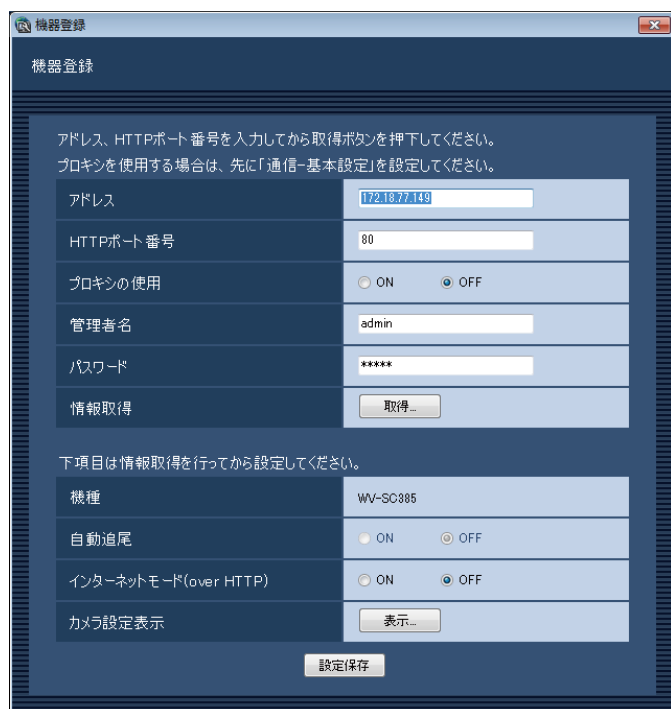 機器登録
機器登録
アドレス、HTTPポート番号を入力してから取得ボタンを押下してください。
プロキシを使用する場合は、先に「通信-基本設定」を設定してください。
アドレス 172.18.77.149
HTTPポート番号 80
プロキシの使用 ON OFF
管理者名 admin
パスワード *****
情報取得 取得...
下項目は情報取得を行ってから設定してください。
機種 WV-SC385
自動追尾 ON OFF
インターネットモード(over HTTP) ON OFF
カメラ設定表示 表示...
設定保存